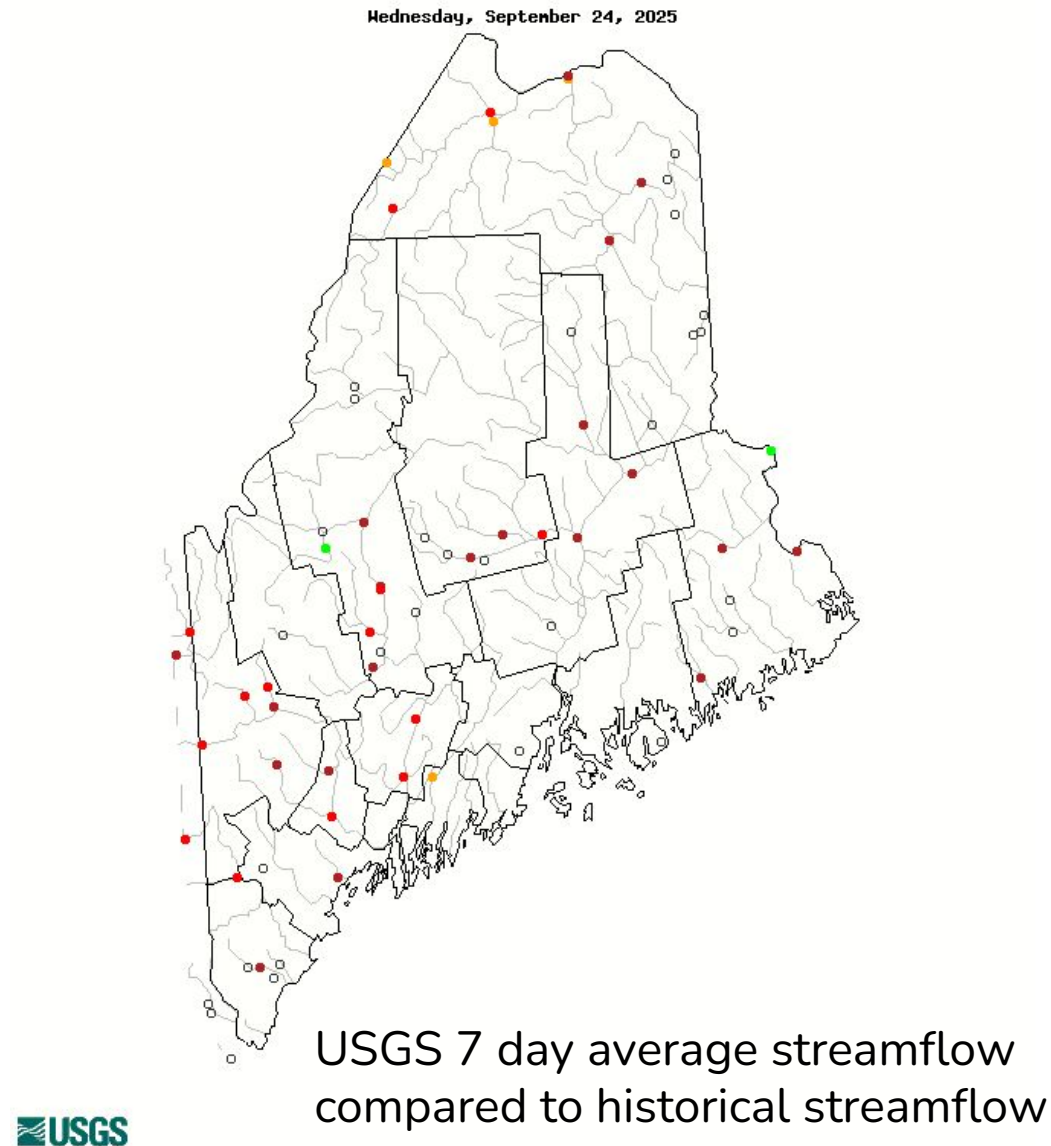 Wednesday, September 24, 2025
USGS 7 day average streamflow
compared to historical streamflow
USGS